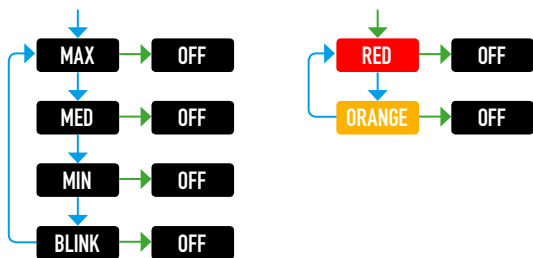 MAX OFF
MED OFF
MIN OFF
BLINK OFF
RED OFF
ORANGE OFF